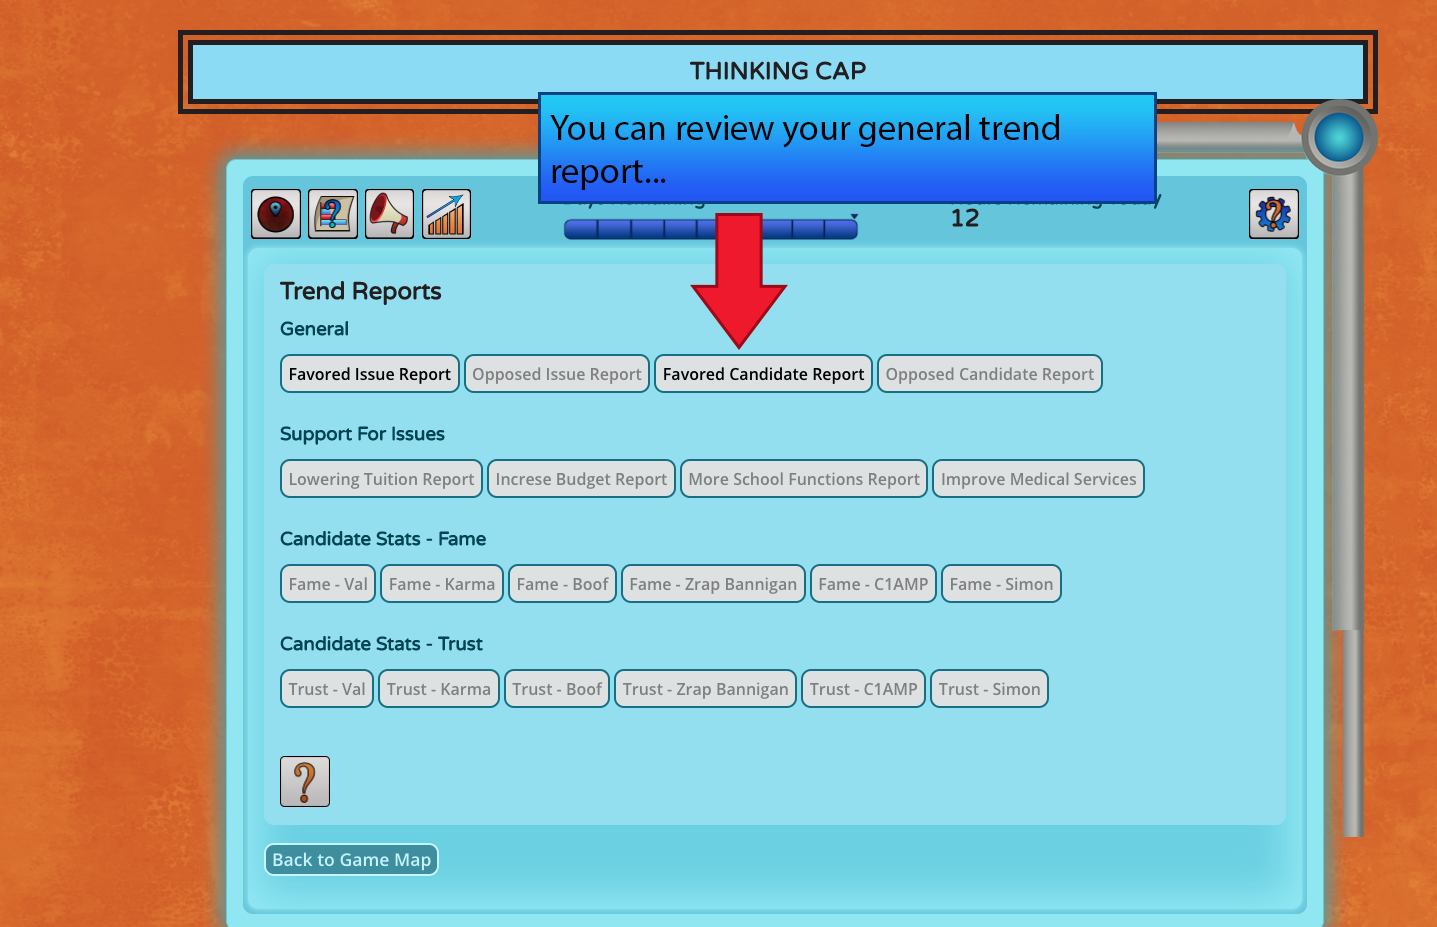 THINKING CAP
You can review your general trend
report...
12
Trend Reports
General
Favored Issue Report
Opposed Issue Report
Favored Candidate Report
Opposed Candidate Report
Support For Issues
Lowering Tuition Report
Increse Budget Report
More School Functions Report
Improve Medical Services
Candidate Stats - Fame
Fame - Val
Fame - Karma
Fame - Boof
Fame - Zrap Bannigan
Fame - C1AMP
Fame - Simon
Candidate Stats - Trust
Trust - Val
Trust - Karma
Trust - Boof
Trust - Zrap Bannigan
Trust - C1AMP
Trust - Simon
Back to Game Map